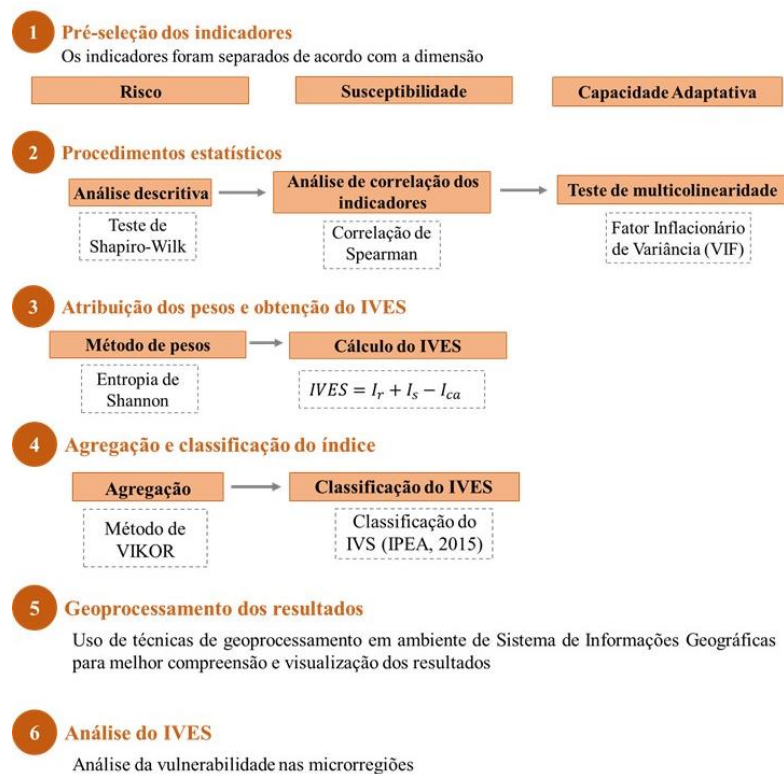 1 Pré-seleção dos indicadores
Os indicadores foram separados de acordo com a dimensão
Risco
Susceptibilidade
Capacidade Adaptativa
2 Procedimentos estatísticos
Análise descritiva
Análise de correlação dos
indicadores
Teste de multicolinearidade
Teste de
Shapiro-Wilk
Correlação de
Spearman
Fator Inflacionário
de Variância (VIF)
3 Atribuição dos pesos e obtenção do IVES
Método de pesos
Cálculo do IVES
Entropia de
Shannon
IVES = I_r + I_s − I_ca
4 Agregação e classificação do índice
Agregação
Classificação do IVES
Método de
VIKOR
Classificação do
IVS (IPEA, 2015)
5 Geoprocessamento dos resultados
Uso de técnicas de geoprocessamento em ambiente de Sistema de Informações Geográficas
para melhor compreensão e visualização dos resultados
6 Análise do IVES
Análise da vulnerabilidade nas microrregiões